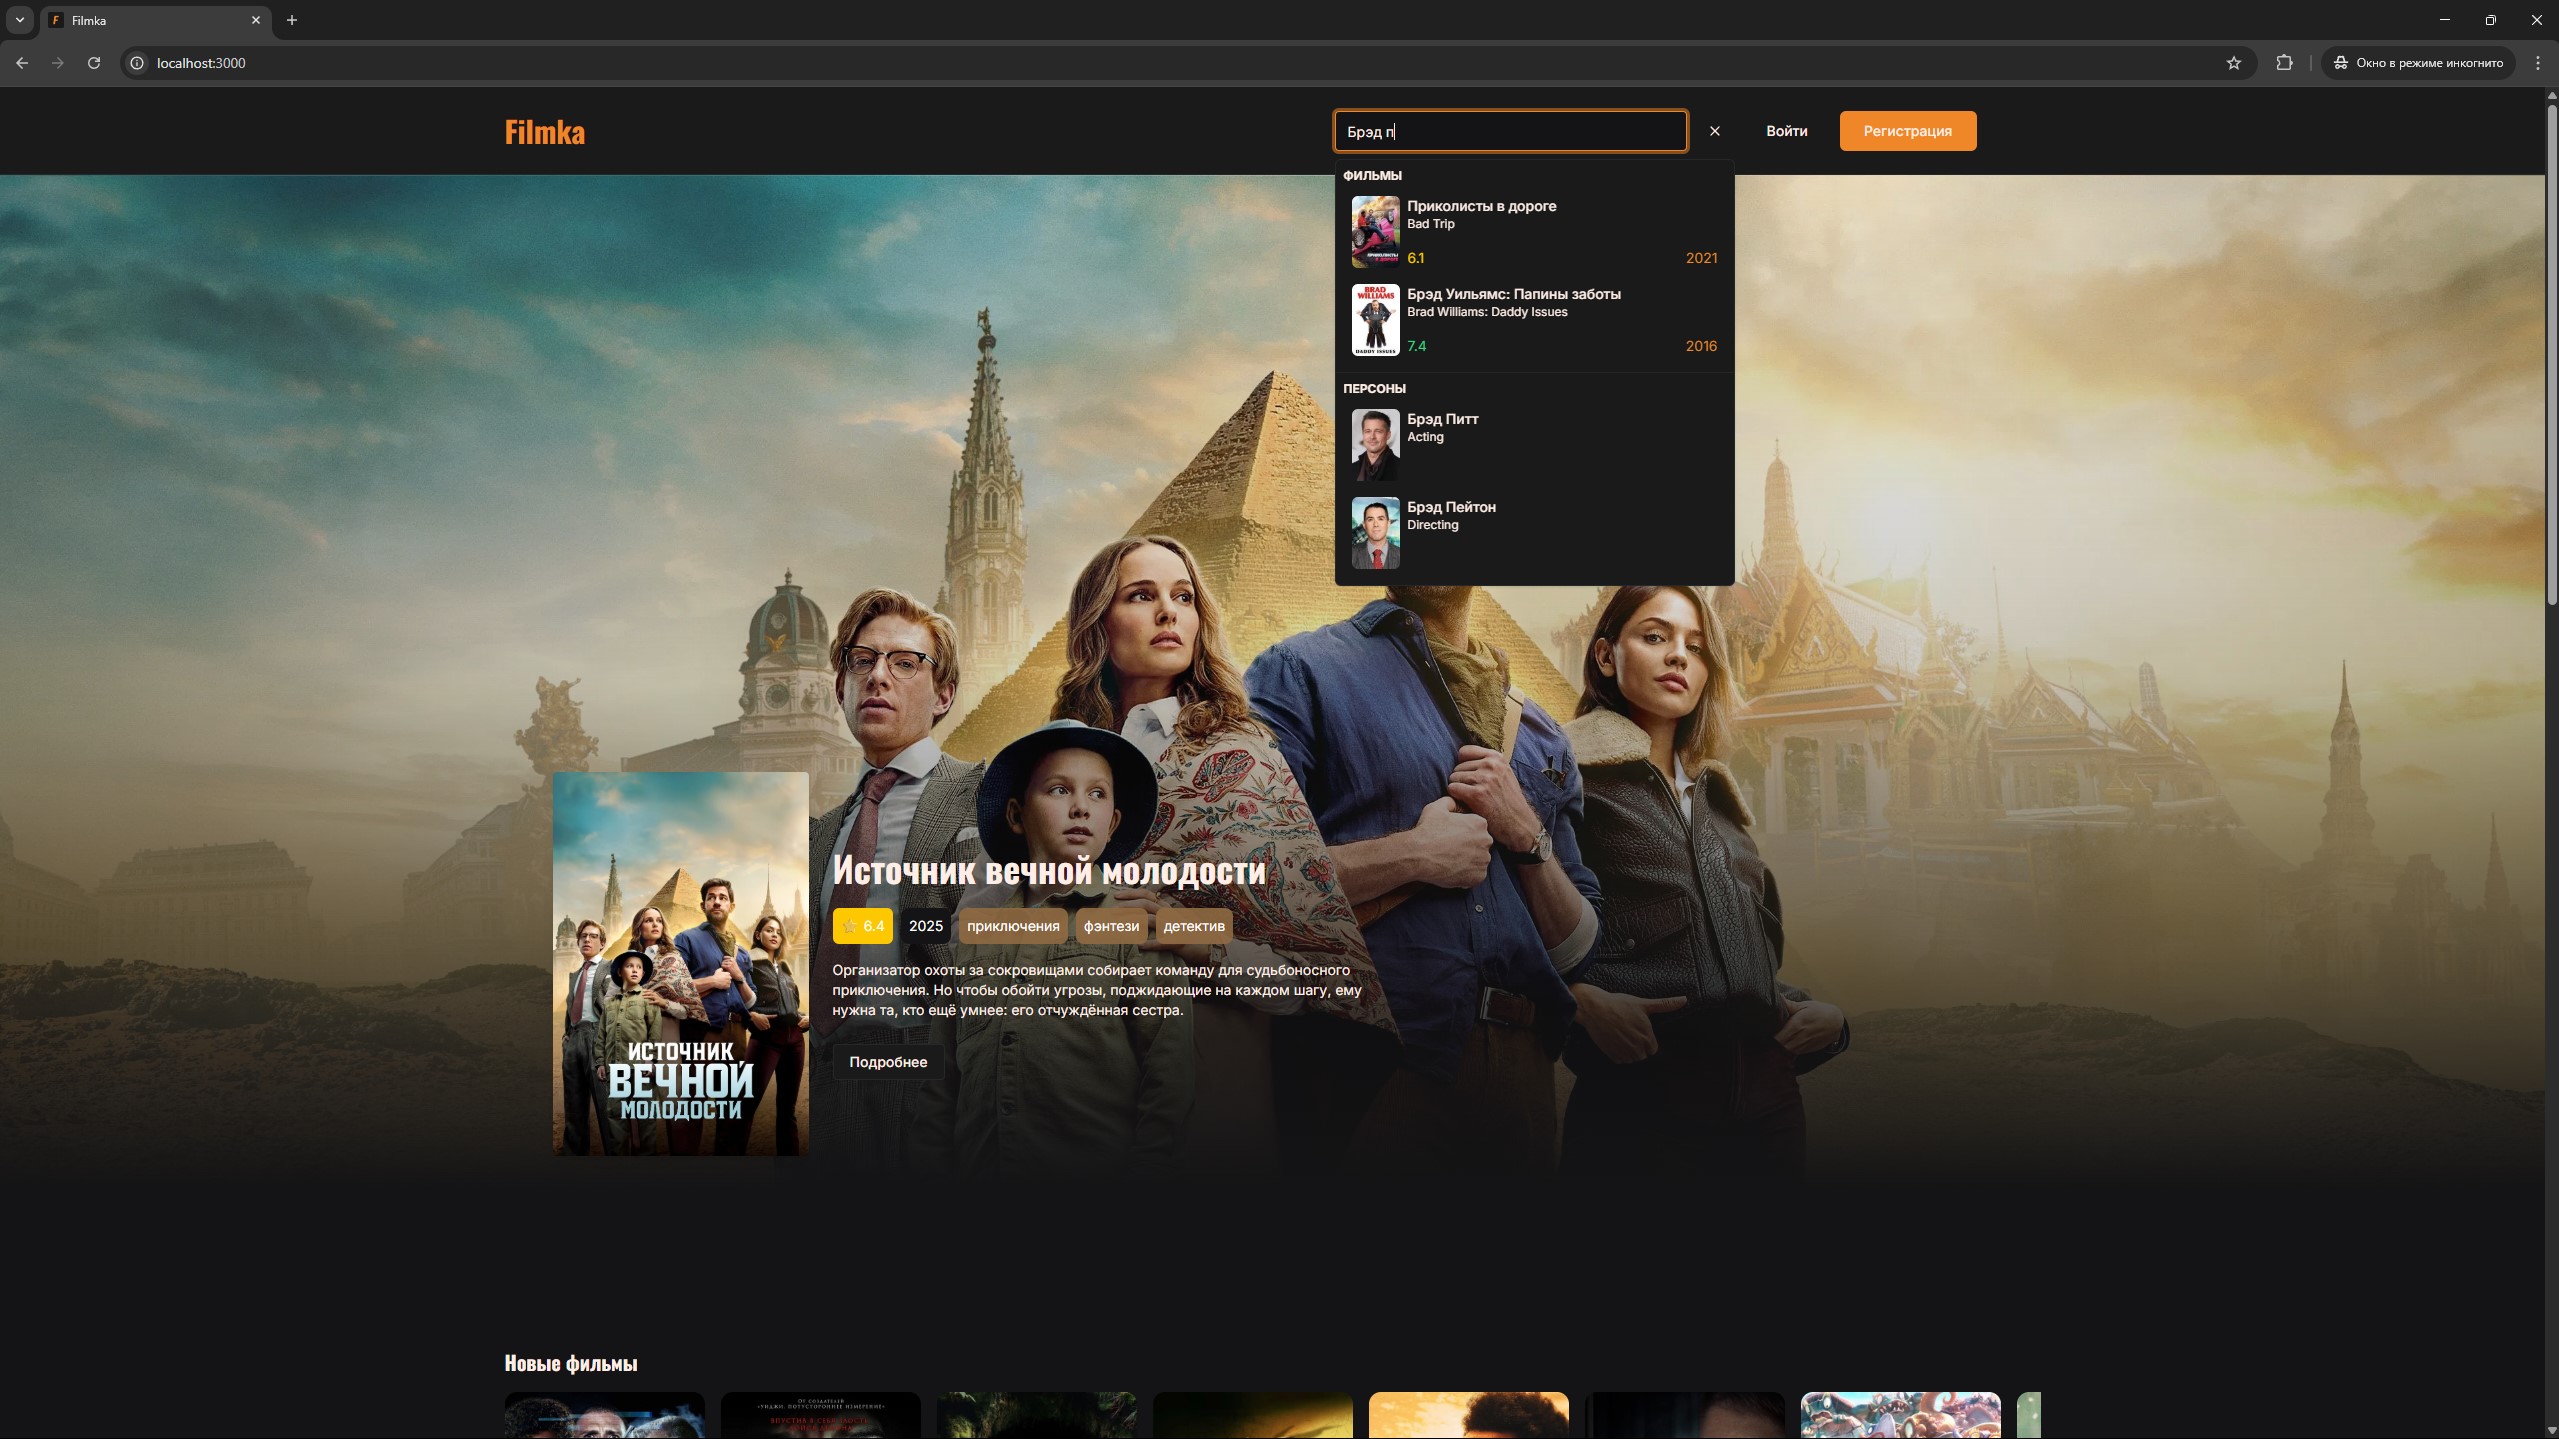 Filmka
localhost:3000
Окно в режиме инкогнито
Filmka
Брэд п
Войти
Регистрация
ФИЛЬМЫ
Приколисты в дороге
Bad Trip
6.1
2021
BRAD
WILLIAMS
DADDY ISSUES
Брэд Уильямс: Папины заботы
Brad Williams: Daddy Issues
7.4
2016
ПЕРСОНЫ
Брэд Питт
Acting
Брэд Пейтон
Directing
ИСТОЧНИК
ВЕЧНОЙ
МОЛОДОСТИ
Источник вечной молодости
6.4 2025 приключения фэнтези детектив
Организатор охоты за сокровищами собирает команду для судьбоносного
приключения. Но чтобы обойти угрозы, поджидающие на каждом шагу, ему
нужна та, кто ещё умнее: его отчуждённая сестра.
Подробнее
Новые фильмы
ОТ СОЗДАТЕЛЕЙ